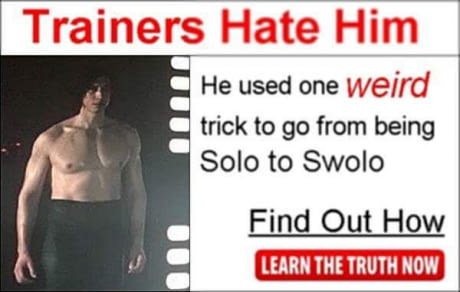 Trainers Hate Him
He used one weird
trick to go from being
Solo to Swolo
Find Out How
LEARN THE TRUTH NOW